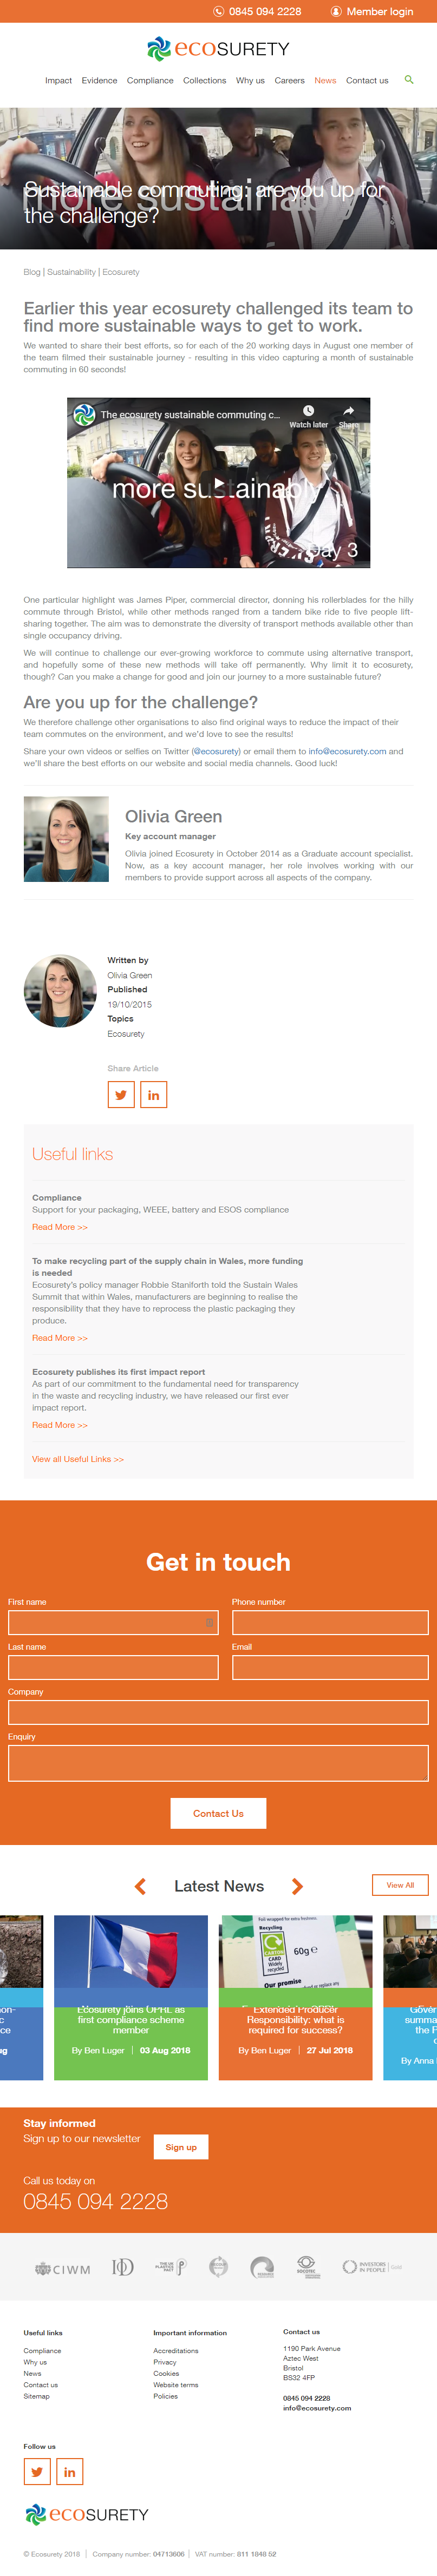 0845 094 2228 Member login
ecosurety
Impact Evidence Compliance Collections Why us Careers News Contact us
more sustainab
Sustainable commuting: are you up for
the challenge?
Blog | Sustainability | Ecosurety
Earlier this year ecosurety challenged its team to
find more sustainable ways to get to work.
We wanted to share their best efforts, so for each of the 20 working days in August one member of
the team filmed their sustainable journey - resulting in this video capturing a month of sustainable
commuting in 60 seconds!
The ecosurety sustainable commuting c...
Watch later Share
more sustainably
Day 3
One particular highlight was James Piper, commercial director, donning his rollerblades for the hilly
commute through Bristol, while other methods ranged from a tandem bike ride to five people lift-
sharing together. The aim was to demonstrate the diversity of transport methods available other than
single occupancy driving.
We will continue to challenge our ever-growing workforce to commute using alternative transport,
and hopefully some of these new methods will take off permanently. Why limit it to ecosurety,
though? Can you make a change for good and join our journey to a more sustainable future?
Are you up for the challenge?
We therefore challenge other organisations to also find original ways to reduce the impact of their
team commutes on the environment, and we'd love to see the results!
Share your own videos or selfies on Twitter (@ecosurety) or email them to info@ecosurety.com and
we'll share the best efforts on our website and social media channels. Good luck!
Olivia Green
Key account manager
Olivia joined Ecosurety in October 2014 as a Graduate account specialist.
Now, as a key account manager, her role involves working with our
members to provide support across all aspects of the company.
Written by
Olivia Green
Published
19/10/2015
Topics
Ecosurety
Share Article
Useful links
Compliance
Support for your packaging, WEEE, battery and ESOS compliance
Read More >>
To make recycling part of the supply chain in Wales, more funding
is needed
Ecosurety's policy manager Robbie Staniforth told the Sustain Wales
Summit that within Wales, manufacturers are beginning to realise the
responsibility that they have to reprocess the plastic packaging they
produce.
Read More >>
Ecosurety publishes its first impact report
As part of our commitment to the fundamental need for transparency
in the waste and recycling industry, we have released our first ever
impact report.
Read More >>
View all Useful Links >>
Get in touch
First name Phone number
Last name Email
Company
Enquiry
Contact Us
Latest News View All
Recycling
CARD
Widely
recycled
60g e
Our promise
Ecosurety joins OPRL as
first compliance scheme
member
By Ben Luger | 03 Aug 2018
Extended Producer
Responsibility: what is
required for success?
By Ben Luger | 27 Jul 2018
By Anna
Stay informed
Sign up to our newsletter
Sign up
Call us today on
0845 094 2228
CIWM IOD THE UK PLASTICS PACT SOCOTEC INVESTORS IN PEOPLE Gold
Useful links Important information Contact us
Compliance Accreditations 1190 Park Avenue
Why us Privacy Aztec West
News Cookies Bristol
Contact us Website terms BS32 4FP
Sitemap Policies
0845 094 2228
info@ecosurety.com
Follow us
ecosurety
© Ecosurety 2018 | Company number: 04713606 | VAT number: 811 1848 52